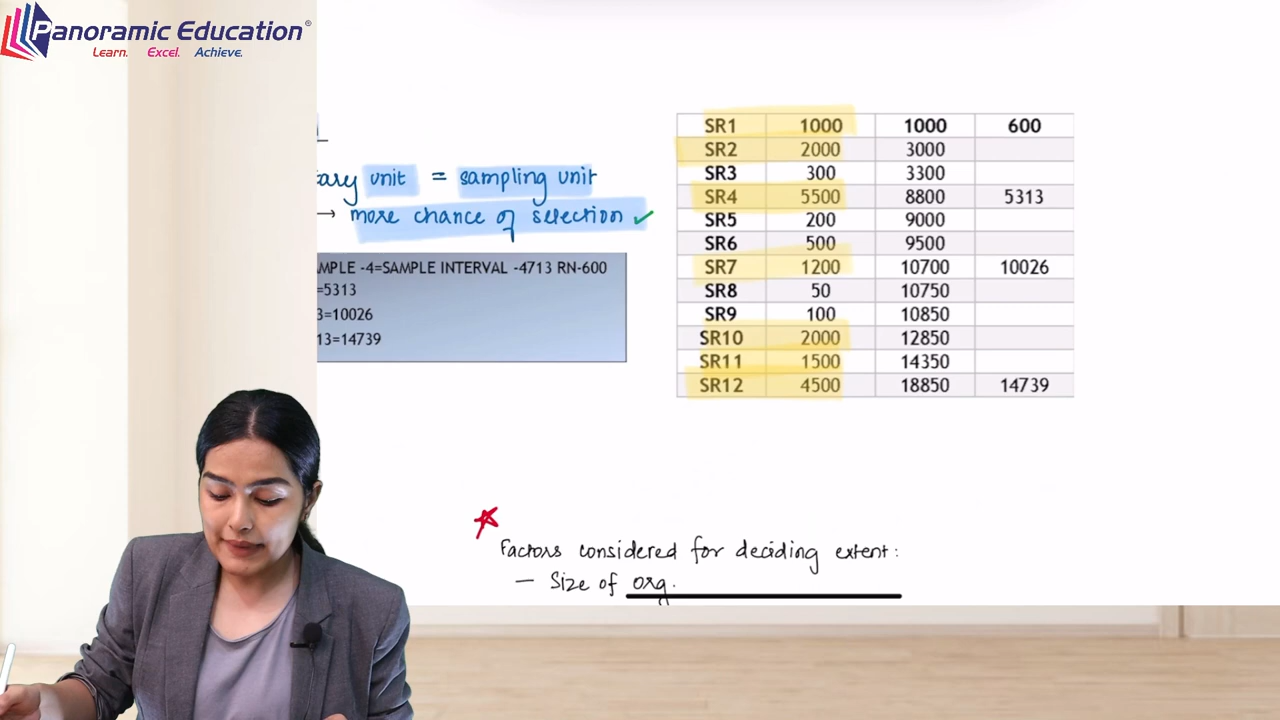 Panoramic Education®
Learn. Excel. Achieve.
tary unit = sampling unit
→ more chance of selection ✓
MPLE -4=SAMPLE INTERVAL -4713 RN-600
=5313
3=10026
13=14739
SR1 1000 1000 600
SR2 2000 3000
SR3 300 3300
SR4 5500 8800 5313
SR5 200 9000
SR6 500 9500
SR7 1200 10700 10026
SR8 50 10750
SR9 100 10850
SR10 2000 12850
SR11 1500 14350
SR12 4500 18850 14739
Factors considered for deciding extent:
– Size of org.